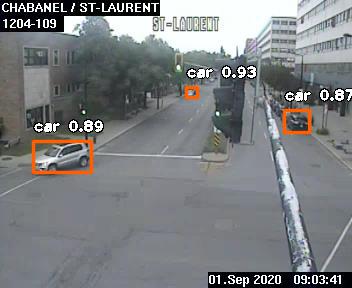 CHABANEL / ST-LAURENT
1204-109
ST-LAURENT
car 0.93
car 0.87
car 0.89
01.Sep 2020 09:03:41